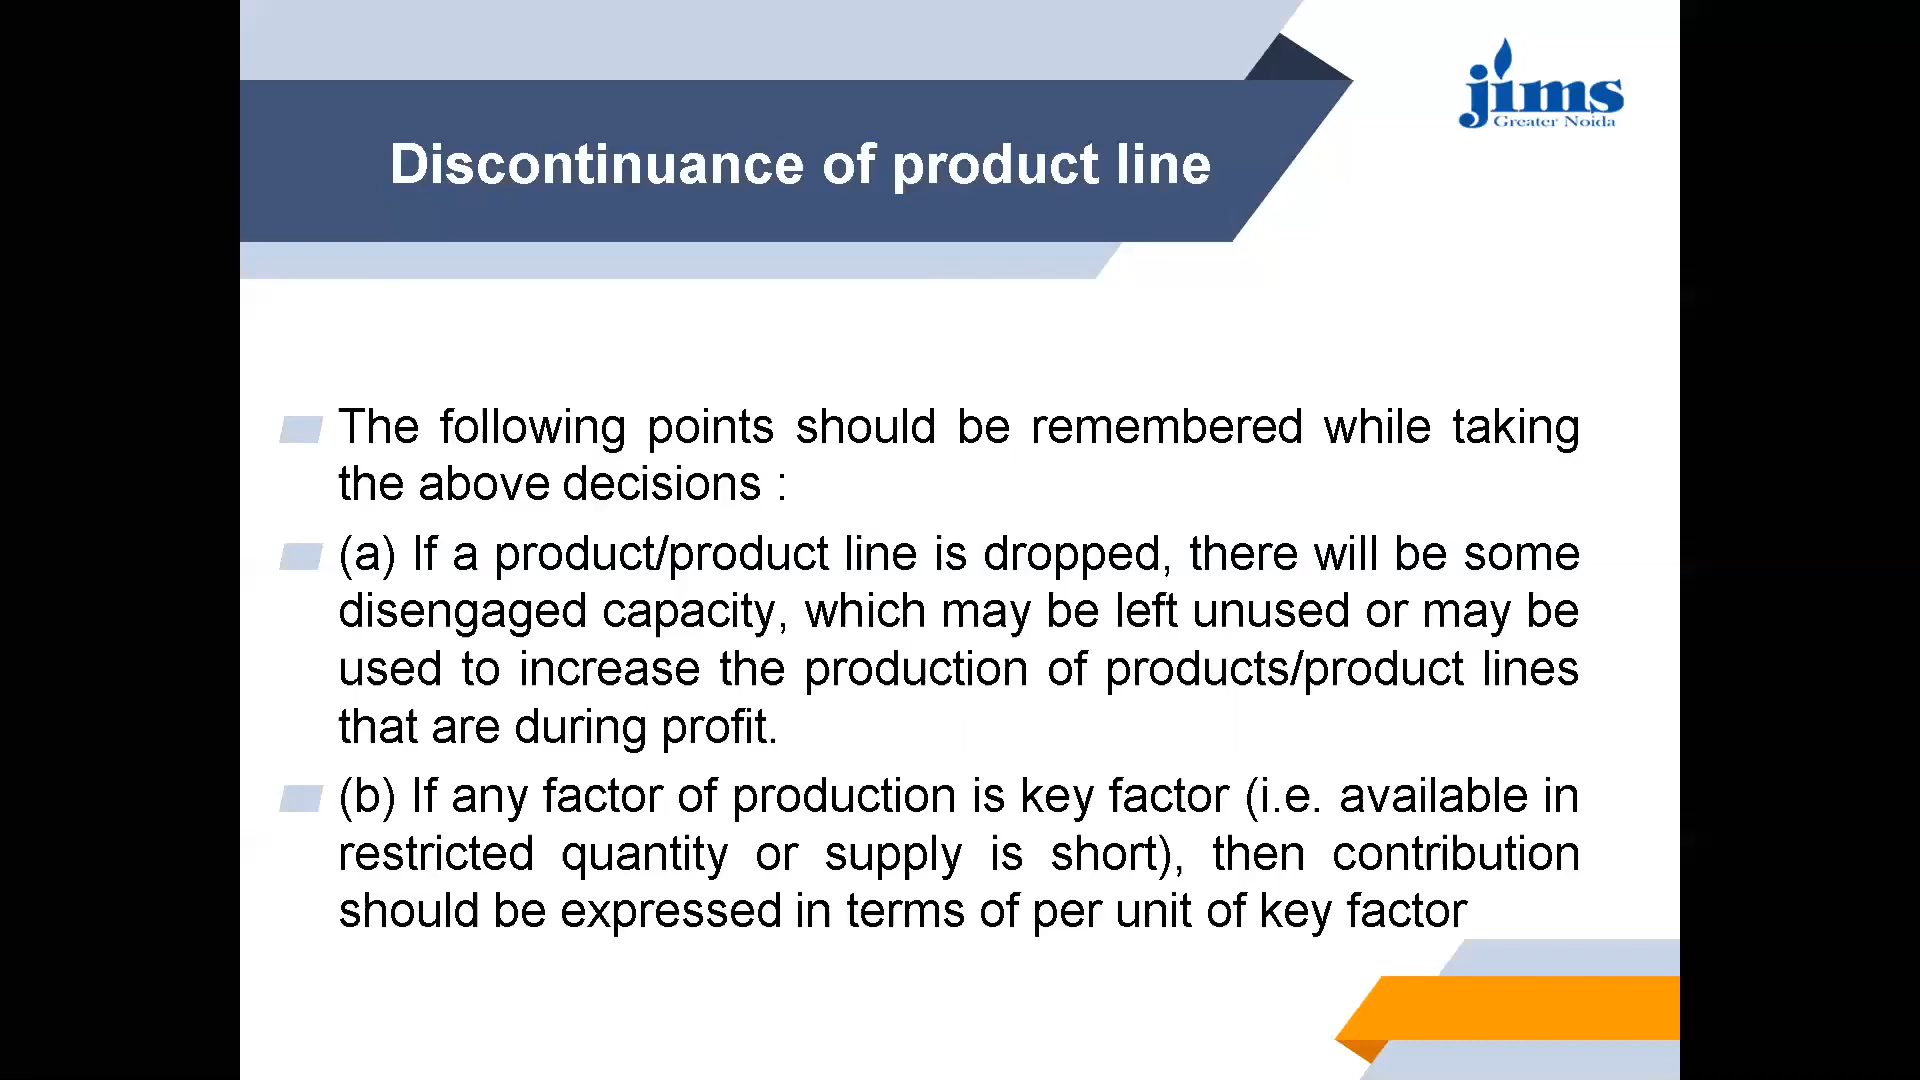 jims
Greater Noida
Discontinuance of product line
The following points should be remembered while taking
the above decisions :
(a) If a product/product line is dropped, there will be some
disengaged capacity, which may be left unused or may be
used to increase the production of products/product lines
that are during profit.
(b) If any factor of production is key factor (i.e. available in
restricted quantity or supply is short), then contribution
should be expressed in terms of per unit of key factor